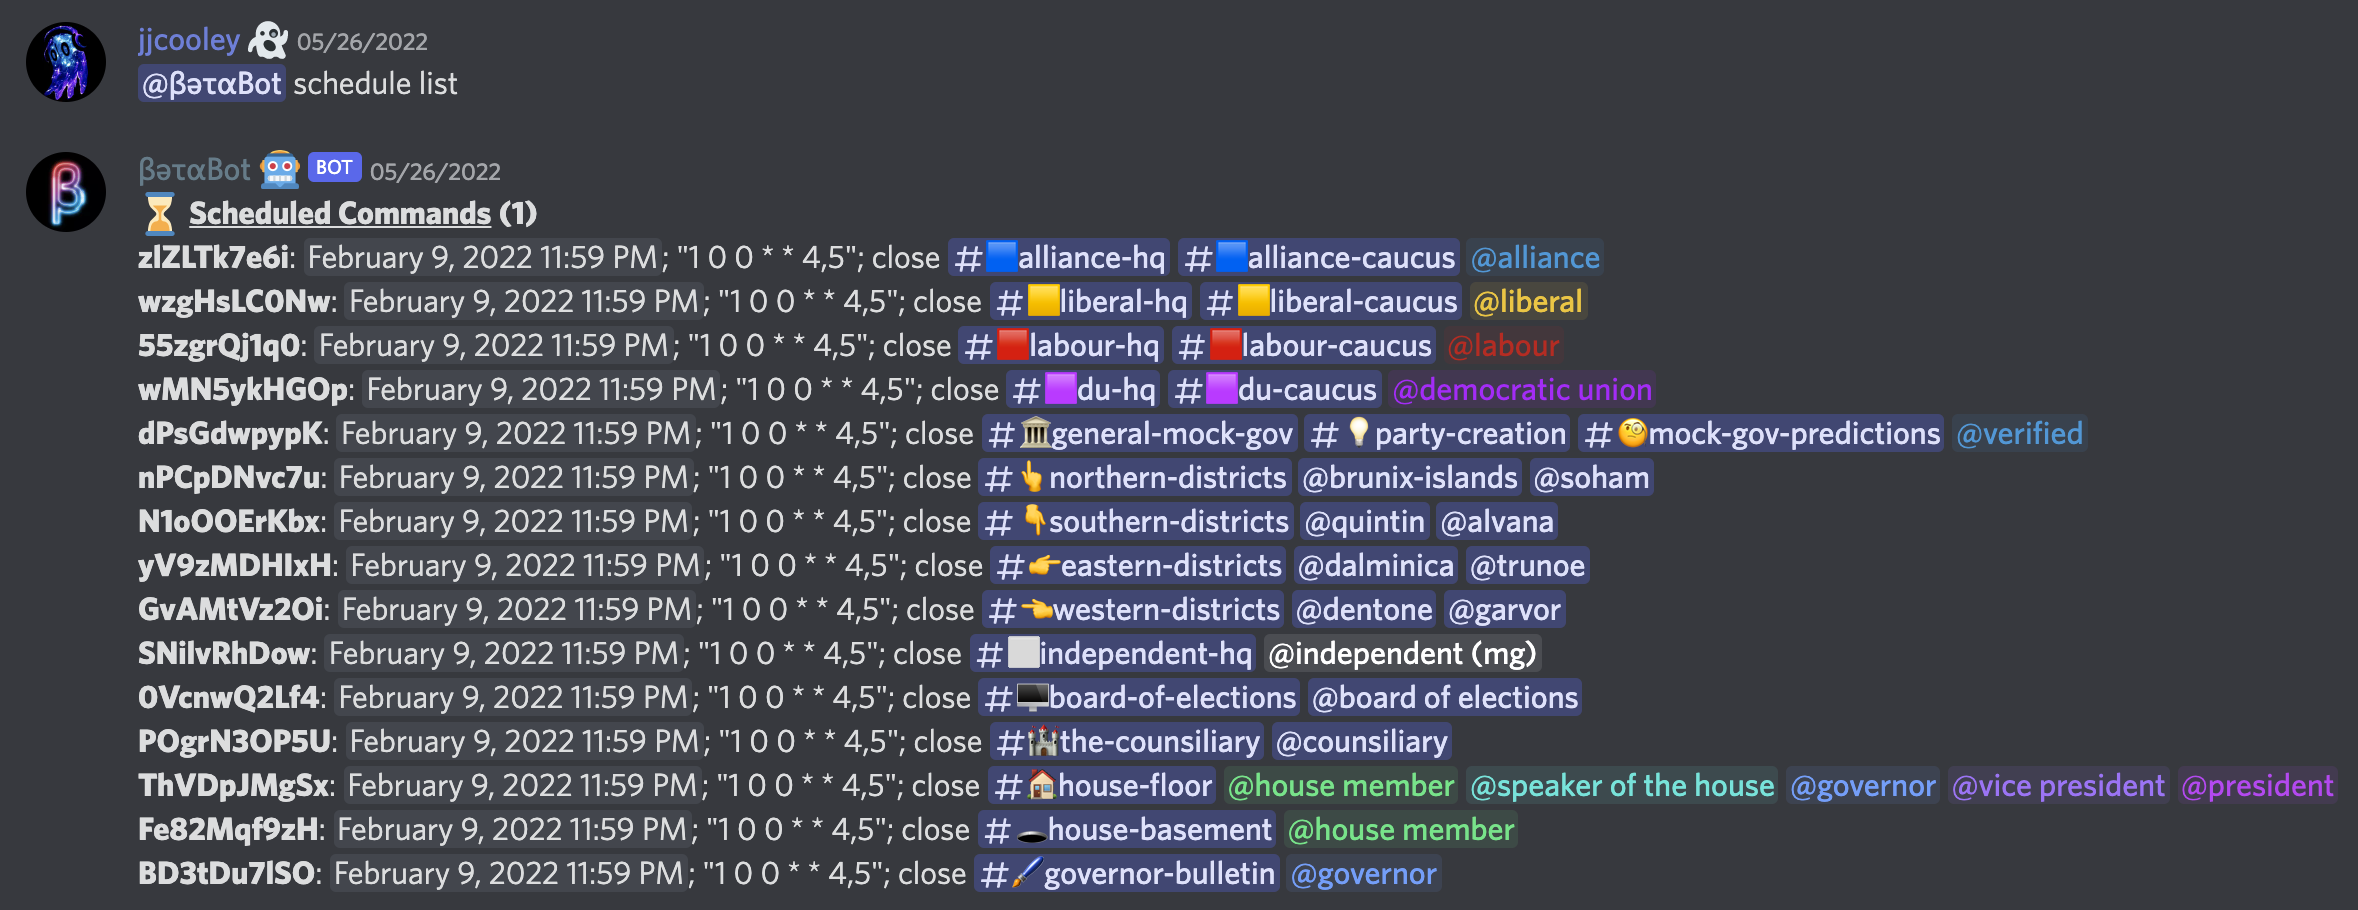 jjcooley 👻 05/26/2022
@βəταBot schedule list
βəταBot 🤖 BOT 05/26/2022
⏳ Scheduled Commands (1)
zlZLTk7e6i: February 9, 2022 11:59 PM; "1 0 0 * * 4,5"; close #🟦alliance-hq #🟦alliance-caucus @alliance
wzgHsLC0Nw: February 9, 2022 11:59 PM; "1 0 0 * * 4,5"; close #🟨liberal-hq #🟨liberal-caucus @liberal
55zgrQj1q0: February 9, 2022 11:59 PM; "1 0 0 * * 4,5"; close #🟥labour-hq #🟥labour-caucus @labour
wMN5ykHGOp: February 9, 2022 11:59 PM; "1 0 0 * * 4,5"; close #🟪du-hq #🟪du-caucus @democratic union
dPsGdwpypK: February 9, 2022 11:59 PM; "1 0 0 * * 4,5"; close #🏛️general-mock-gov #💡party-creation #🧐mock-gov-predictions @verified
nPCpDNvc7u: February 9, 2022 11:59 PM; "1 0 0 * * 4,5"; close #👆northern-districts @brunix-islands @soham
N1oOOErKbx: February 9, 2022 11:59 PM; "1 0 0 * * 4,5"; close #👇southern-districts @quintin @alvana
yV9zMDHIxH: February 9, 2022 11:59 PM; "1 0 0 * * 4,5"; close #👉eastern-districts @dalminica @trunoe
GvAMtVz2Oi: February 9, 2022 11:59 PM; "1 0 0 * * 4,5"; close #👈western-districts @dentone @garvor
SNilvRhDow: February 9, 2022 11:59 PM; "1 0 0 * * 4,5"; close #⬜independent-hq @independent (mg)
0VcnwQ2Lf4: February 9, 2022 11:59 PM; "1 0 0 * * 4,5"; close #🖥️board-of-elections @board of elections
POgrN3OP5U: February 9, 2022 11:59 PM; "1 0 0 * * 4,5"; close #🏰the-counsiliary @counsiliary
ThVDpJMgSx: February 9, 2022 11:59 PM; "1 0 0 * * 4,5"; close #🏠house-floor @house member @speaker of the house @governor @vice president @president
Fe82Mqf9zH: February 9, 2022 11:59 PM; "1 0 0 * * 4,5"; close #🕳️house-basement @house member
BD3tDu7lSO: February 9, 2022 11:59 PM; "1 0 0 * * 4,5"; close #🖌️governor-bulletin @governor